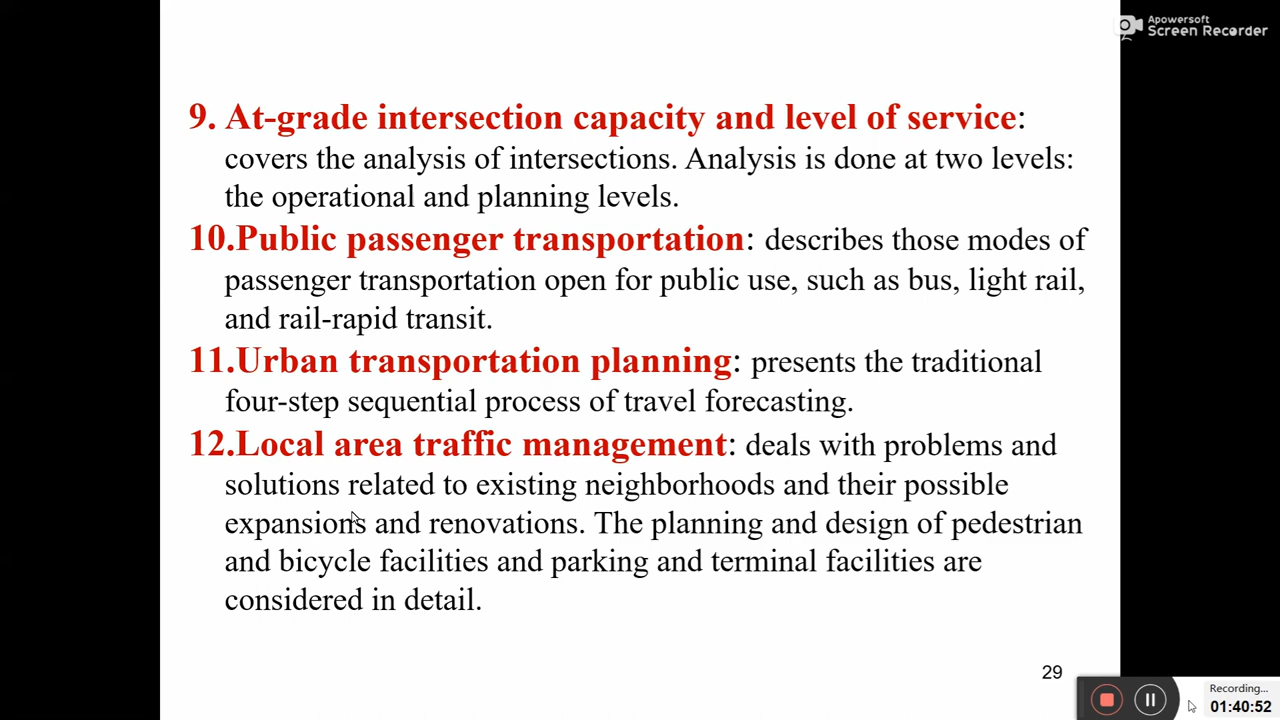 Apowersoft
Screen Recorder
9. At-grade intersection capacity and level of service:
covers the analysis of intersections. Analysis is done at two levels:
the operational and planning levels.
10.Public passenger transportation: describes those modes of
passenger transportation open for public use, such as bus, light rail,
and rail-rapid transit.
11.Urban transportation planning: presents the traditional
four-step sequential process of travel forecasting.
12.Local area traffic management: deals with problems and
solutions related to existing neighborhoods and their possible
expansions and renovations. The planning and design of pedestrian
and bicycle facilities and parking and terminal facilities are
considered in detail.
29
Recording...
01:40:52